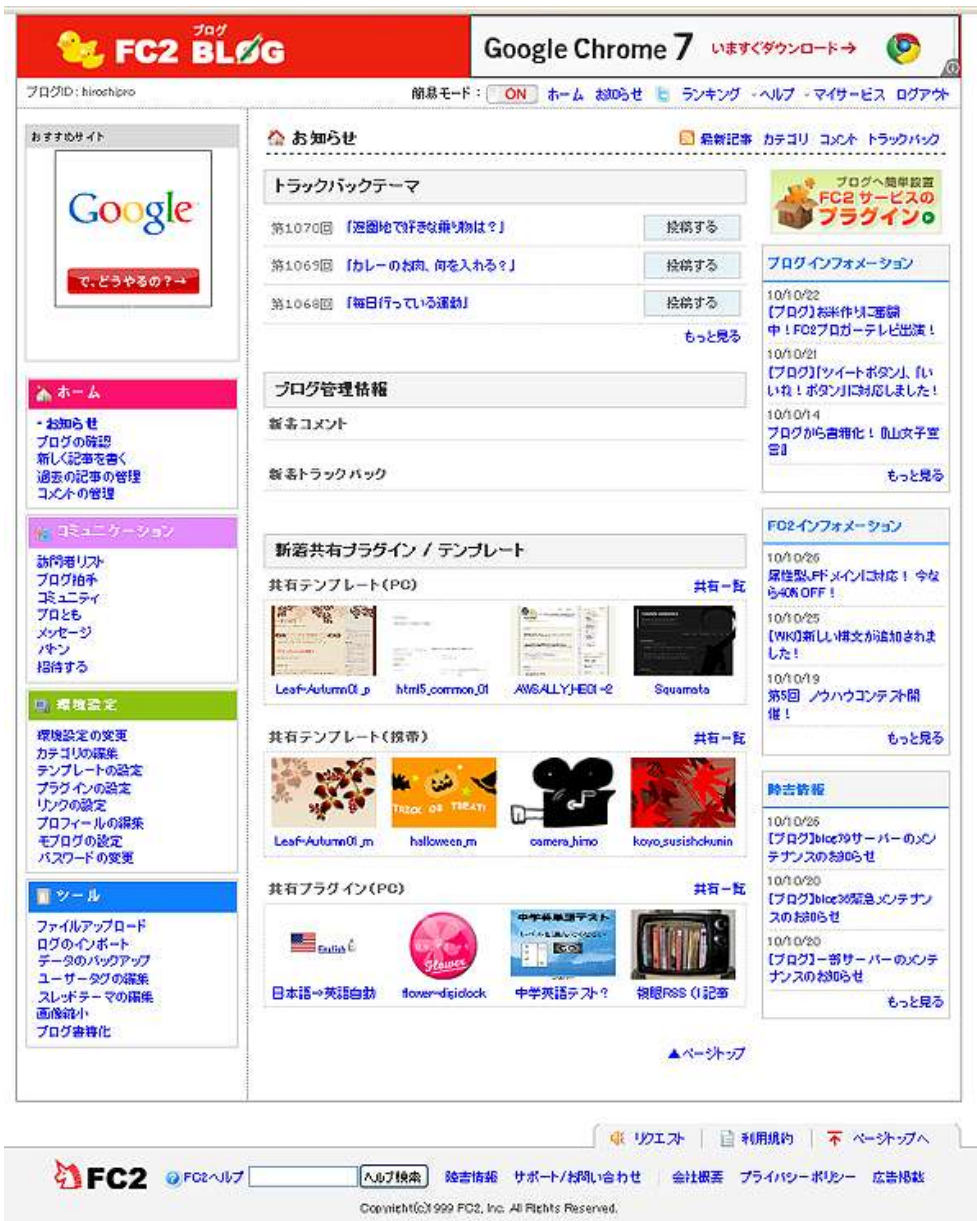 ブログ
FC2 BLOG
Google Chrome 7 いますぐダウンロード→
ブログID: hiroshipro
簡易モード: ON ホーム お知らせ ランキング ヘルプ マイサービス ログアウト
おすすめサイト
Google
で、どうやるの?→
お知らせ
最新記事 カテゴリ コメント トラックバック
トラックバックテーマ
第1070回 「遊園地で好きな乗り物は?」 投稿する
第1069回 「カレーのお肉、何を入れる?」 投稿する
第1068回 「毎日行っている運動」 投稿する
もっと見る
ブログ管理情報
新着コメント
新着トラックバック
新着共有プラグイン / テンプレート
共有テンプレート(PC) 共有一覧
Leaf-Autumn01_p html5_common_01 Squamata
共有テンプレート(携帯) 共有一覧
TRICK OR TREAT!
Leaf-Autumn01_m halloween_m camera_himo koyo_susishokunin
共有プラグイン(PC) 共有一覧
English
Flower
中学英単語テスト
GO
日本語⇒英語自動 flower-digiclock 中学英語テスト? 複眼RSS (1記事
▲ページトップ
ホーム
・お知らせ
ブログの確認
新しく記事を書く
過去の記事の管理
コメントの管理
コミュニケーション
訪問者リスト
ブログ拍手
コミュニティ
ブロとも
メッセージ
バトン
招待する
環境設定
環境設定の変更
カテゴリの編集
テンプレートの設定
プラグインの設定
リンクの設定
プロフィールの編集
モブログの設定
パスワードの変更
ツール
ファイルアップロード
ログのインポート
データのバックアップ
ユーザータグの編集
スレッドテーマの編集
画像縮小
ブログ書籍化
ブログへ簡単設置
FC2サービスの
プラグイン
ブログインフォメーション
10/10/22
【ブログ】お米作りに奮闘
中!FC2ブロガーテレビ出演!
10/10/21
【ブログ】「ツイートボタン」、「い
いね!ボタン」に対応しました!
10/10/14
ブログから書籍化!『山女子宣
言』
もっと見る
FC2インフォメーション
10/10/26
属性型JPドメインに対応! 今な
ら40% OFF!
10/10/25
【WIKI】新しい構文が追加されま
した!
10/10/19
第5回 ノウハウコンテスト開
催!
もっと見る
障害情報
10/10/26
【ブログ】blog79サーバーのメン
テナンスのお知らせ
10/10/20
【ブログ】blog36緊急メンテナン
スのお知らせ
10/10/20
【ブログ】一部サーバーのメンテ
ナンスのお知らせ
もっと見る
リクエスト 利用規約 ページトップへ
FC2 FC2ヘルプ ヘルプ検索 障害情報 サポート/お問い合わせ 会社概要 プライバシーポリシー 広告掲載
Copyright(c)1999 FC2, Inc. All Rights Reserved.